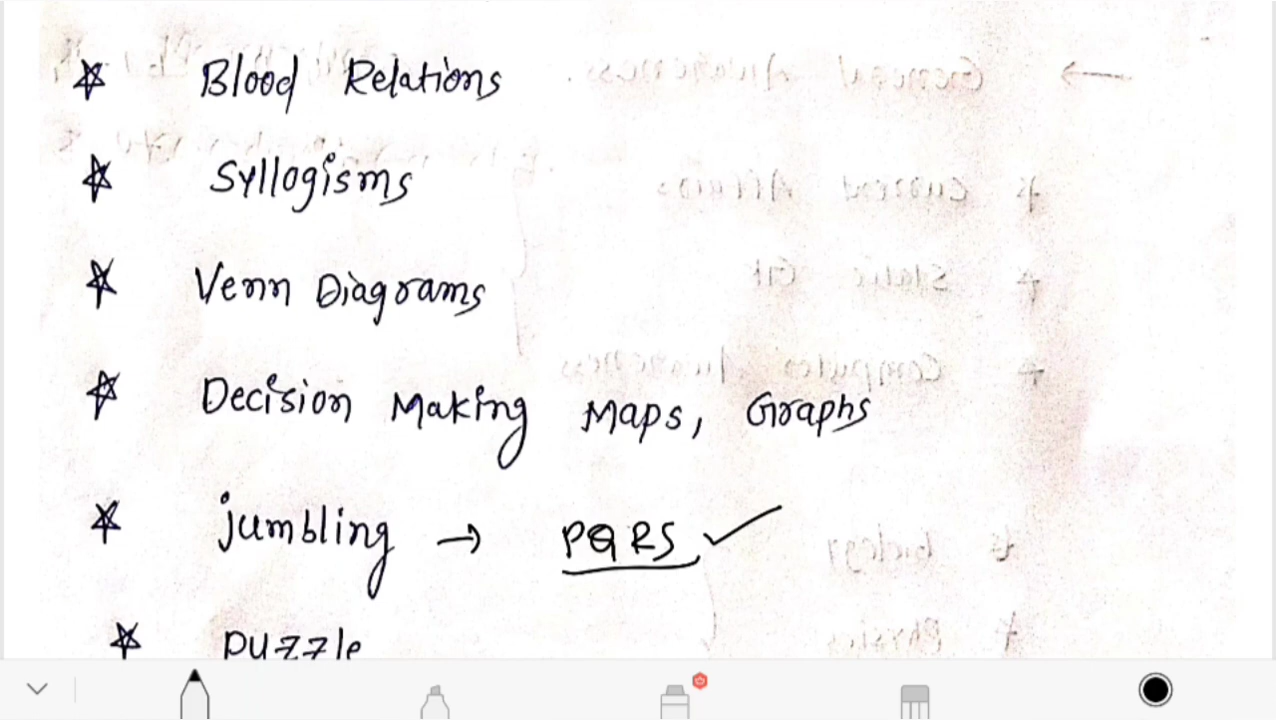 Blood Relations
Syllogisms
Venn Diagrams
Decision Making Maps, Graphs
jumbling → PQRS ✓
puzzle